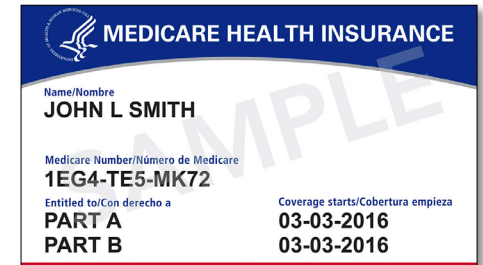 MEDICARE HEALTH INSURANCE
Name/Nombre
JOHN L SMITH
Medicare Number/Número de Medicare
1EG4-TE5-MK72
Entitled to/Con derecho a
Coverage starts/Cobertura empieza
PART A
03-03-2016
PART B
03-03-2016
SAMPLE